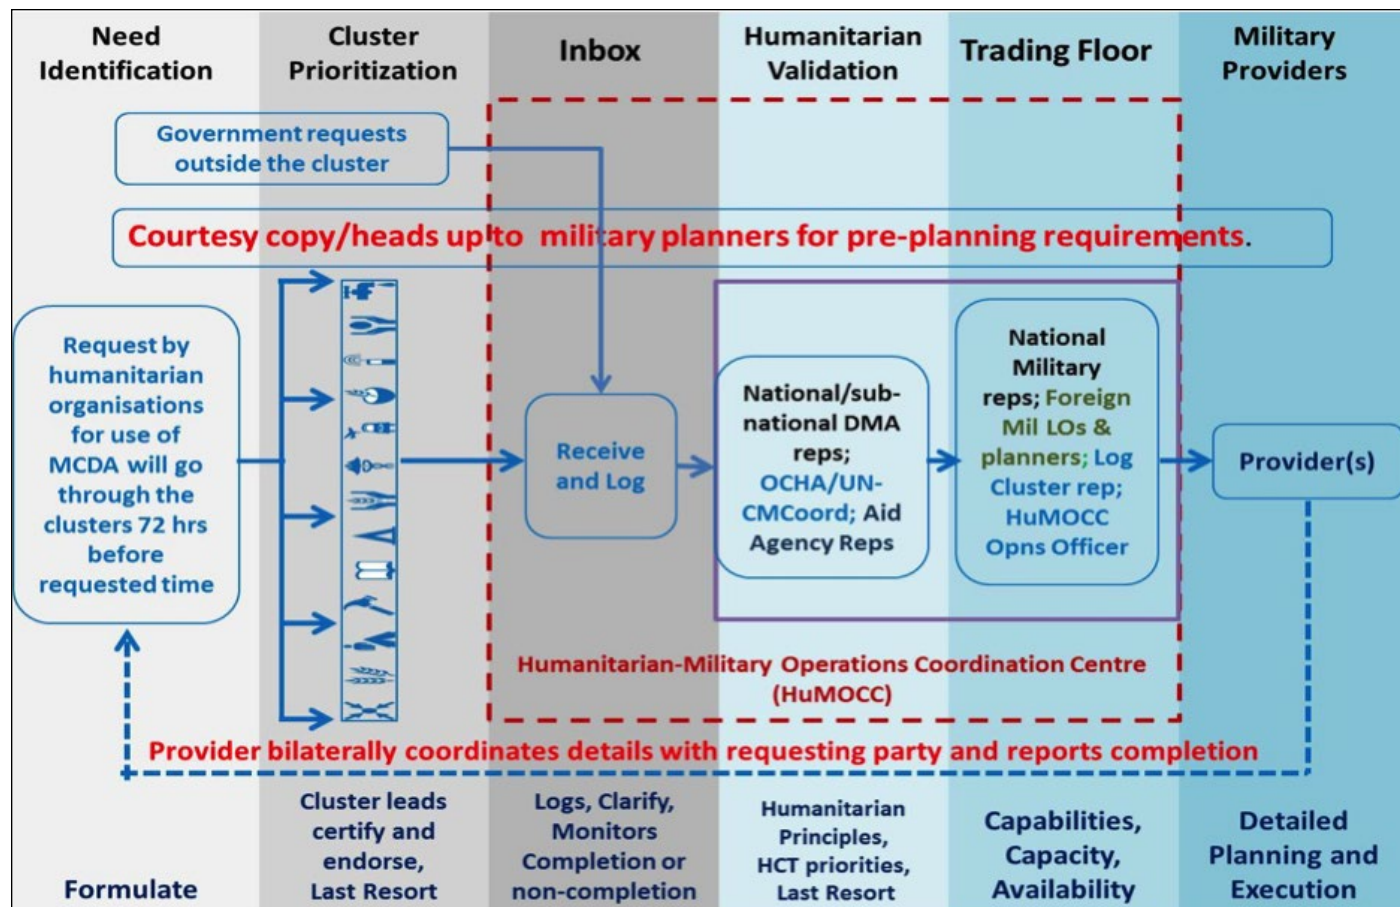 Need
Identification
Cluster
Prioritization
Inbox
Humanitarian
Validation
Trading Floor
Military
Providers
Government requests
outside the cluster
Courtesy copy/heads up to military planners for pre-planning requirements.
Request by
humanitarian
organisations
for use of
MCDA will go
through the
clusters 72 hrs
before
requested time
Receive
and Log
National/sub-
national DMA
reps;
OCHA/UN-
CMCoord; Aid
Agency Reps
National
Military
reps; Foreign
Mil LOs &
planners; Log
Cluster rep;
HuMOCC
Opns Officer
Provider(s)
Humanitarian-Military Operations Coordination Centre
(HuMOCC)
Provider bilaterally coordinates details with requesting party and reports completion
Formulate
Cluster leads
certify and
endorse,
Last Resort
Logs, Clarify,
Monitors
Completion or
non-completion
Humanitarian
Principles,
HCT priorities,
Last Resort
Capabilities,
Capacity,
Availability
Detailed
Planning and
Execution